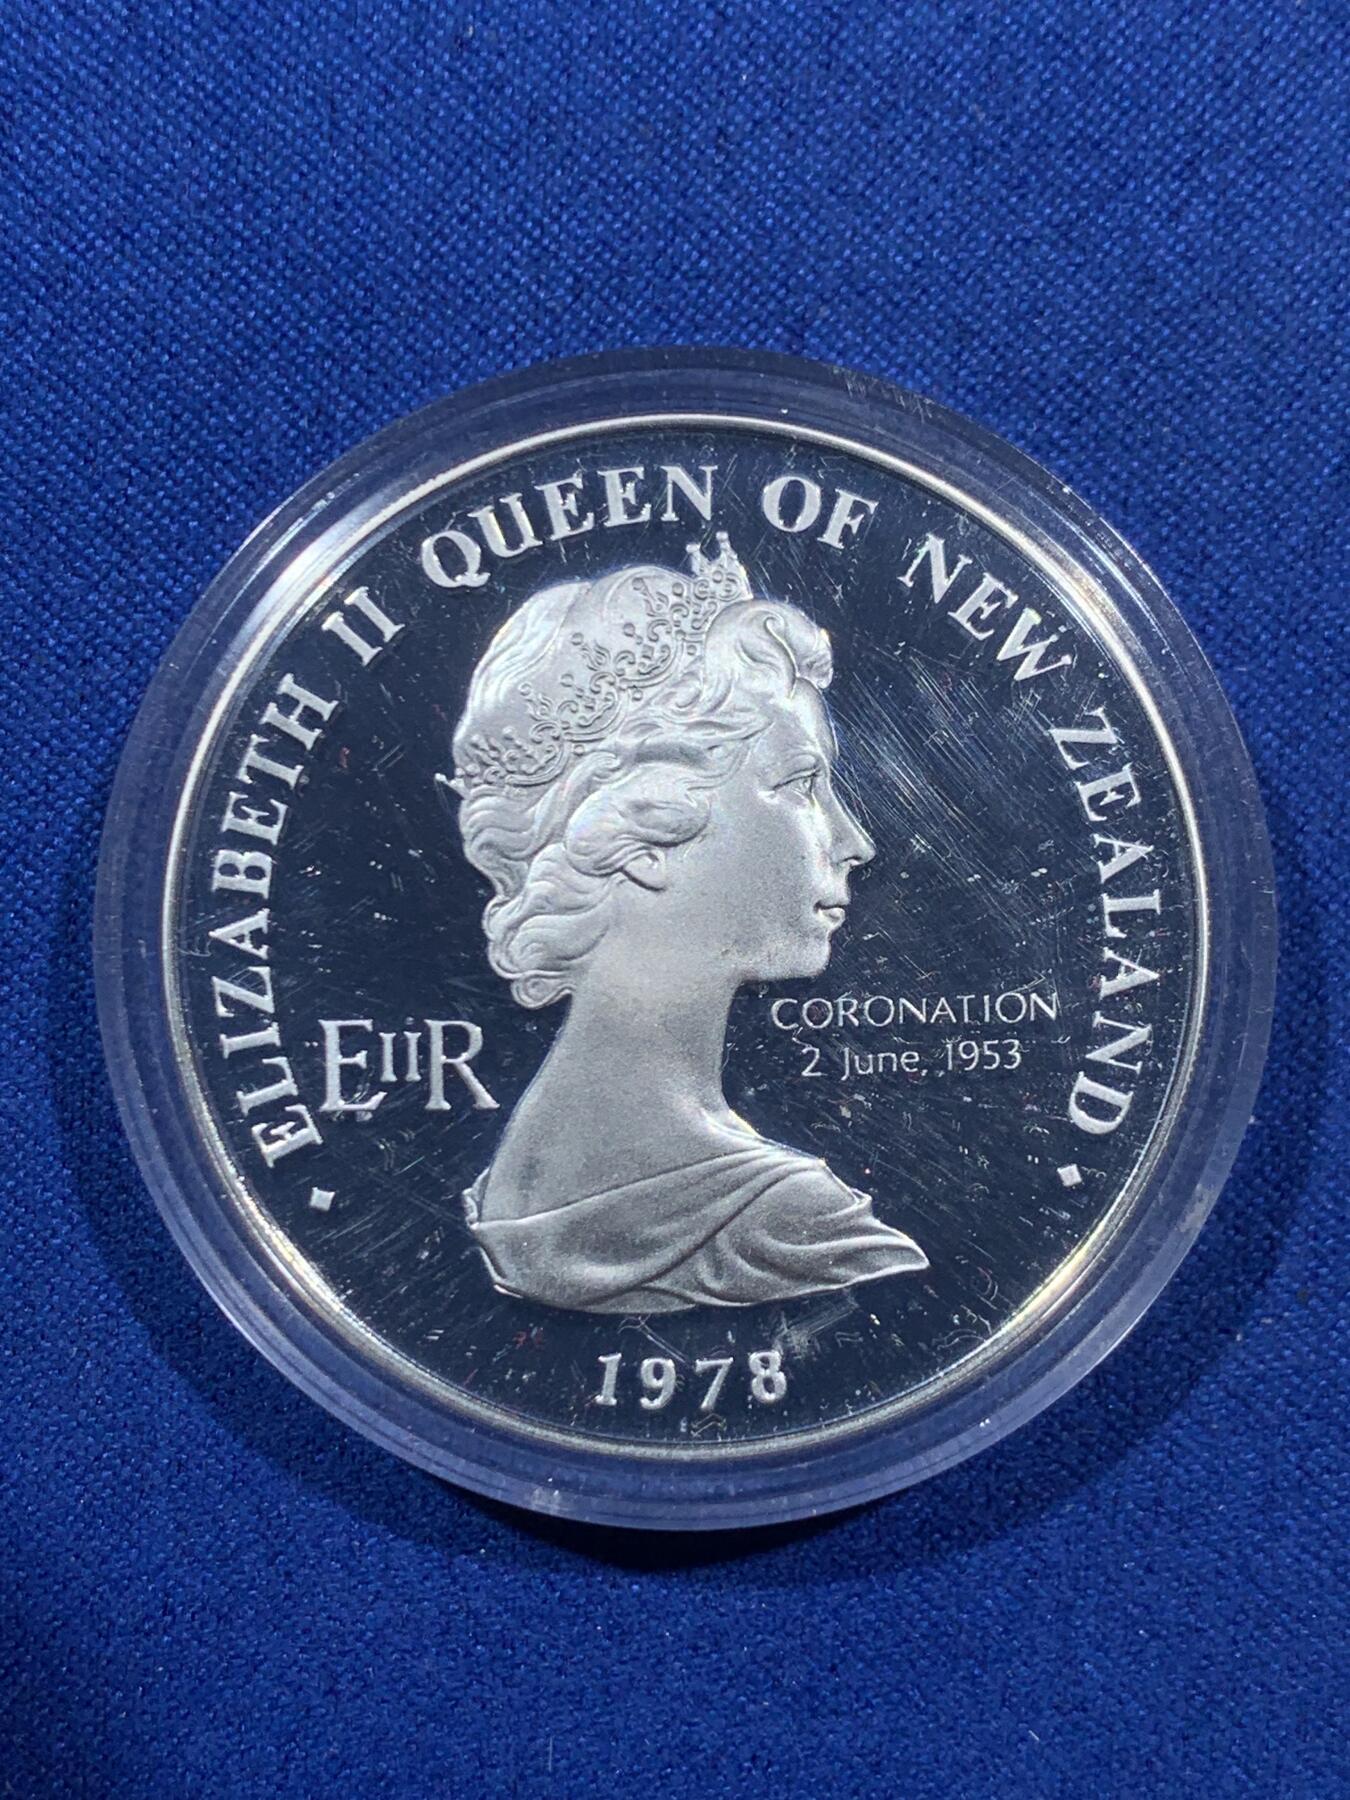 ELIZABETH II QUEEN OF NEW ZEALAND
EIIR
CORONATION
2 June, 1953
1978